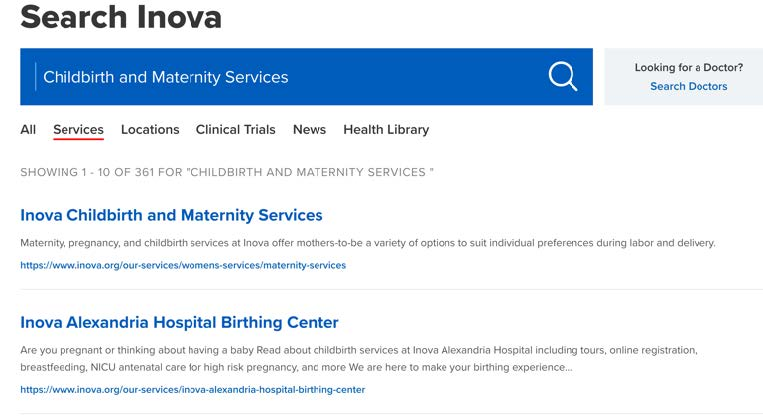 Search Inova
Childbirth and Maternity Services
Looking for a Doctor?
Search Doctors
All Services Locations Clinical Trials News Health Library
SHOWING 1 - 10 OF 361 FOR "CHILDBIRTH AND MATERNITY SERVICES "
Inova Childbirth and Maternity Services
Maternity, pregnancy, and childbirth services at Inova offer mothers-to-be a variety of options to suit individual preferences during labor and delivery.
https://www.inova.org/our-services/womens-services/maternity-services
Inova Alexandria Hospital Birthing Center
Are you pregnant or thinking about having a baby Read about childbirth services at Inova Alexandria Hospital including tours, online registration,
breastfeeding, NICU antenatal care for high risk pregnancy, and more We are here to make your birthing experience...
https://www.inova.org/our-services/inova-alexandria-hospital-birthing-center